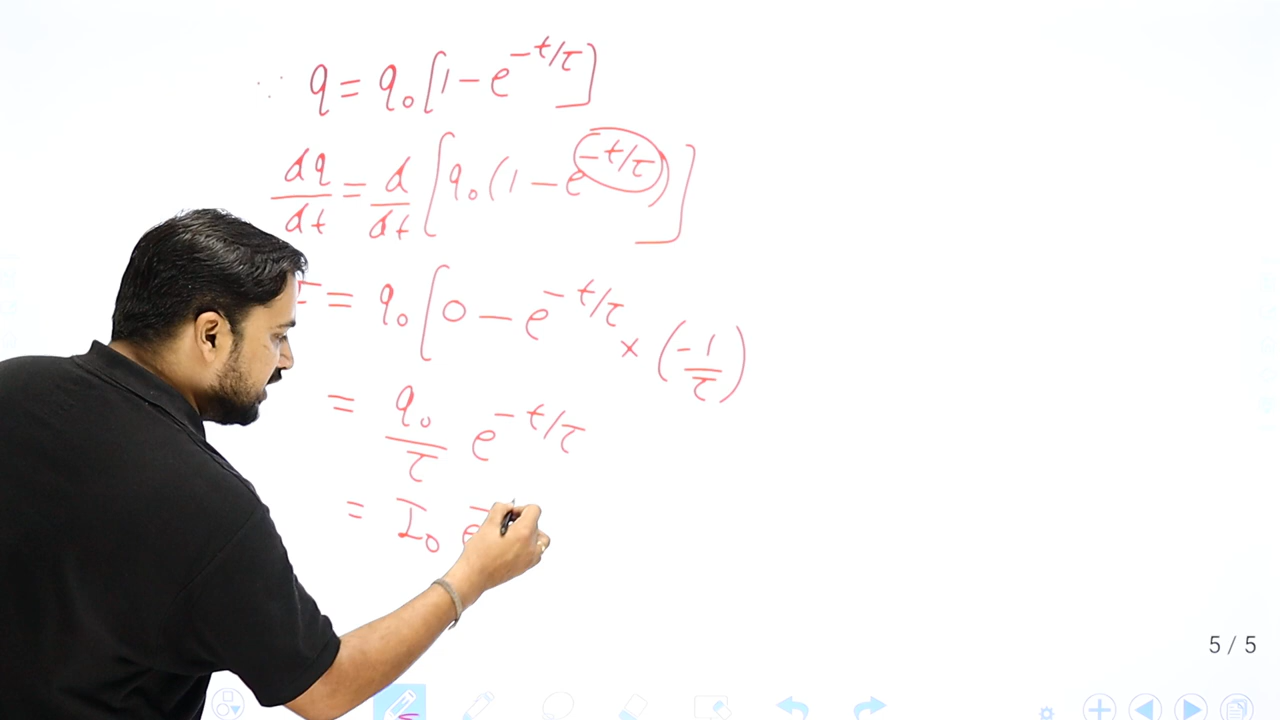 ∵ q = q₀[1 − e^(−t/τ)]
dq/dt = d/dt [q₀(1 − e^(−t/τ))]
I = q₀[0 − e^(−t/τ) × (−1/τ)
= q₀/τ e^(−t/τ)
= I₀ e^−
5 / 5